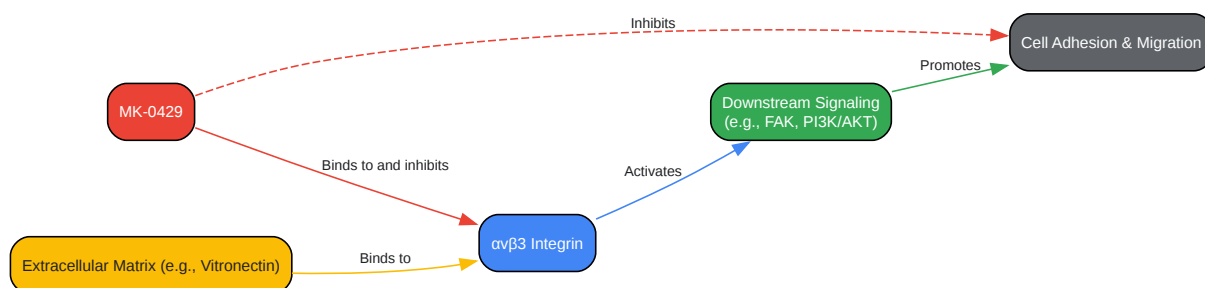 Inhibits
Cell Adhesion & Migration
Promotes
MK-0429
Downstream Signaling
(e.g., FAK, PI3K/AKT)
Binds to and inhibits
Activates
αvβ3 Integrin
Binds to
Extracellular Matrix (e.g., Vitronectin)